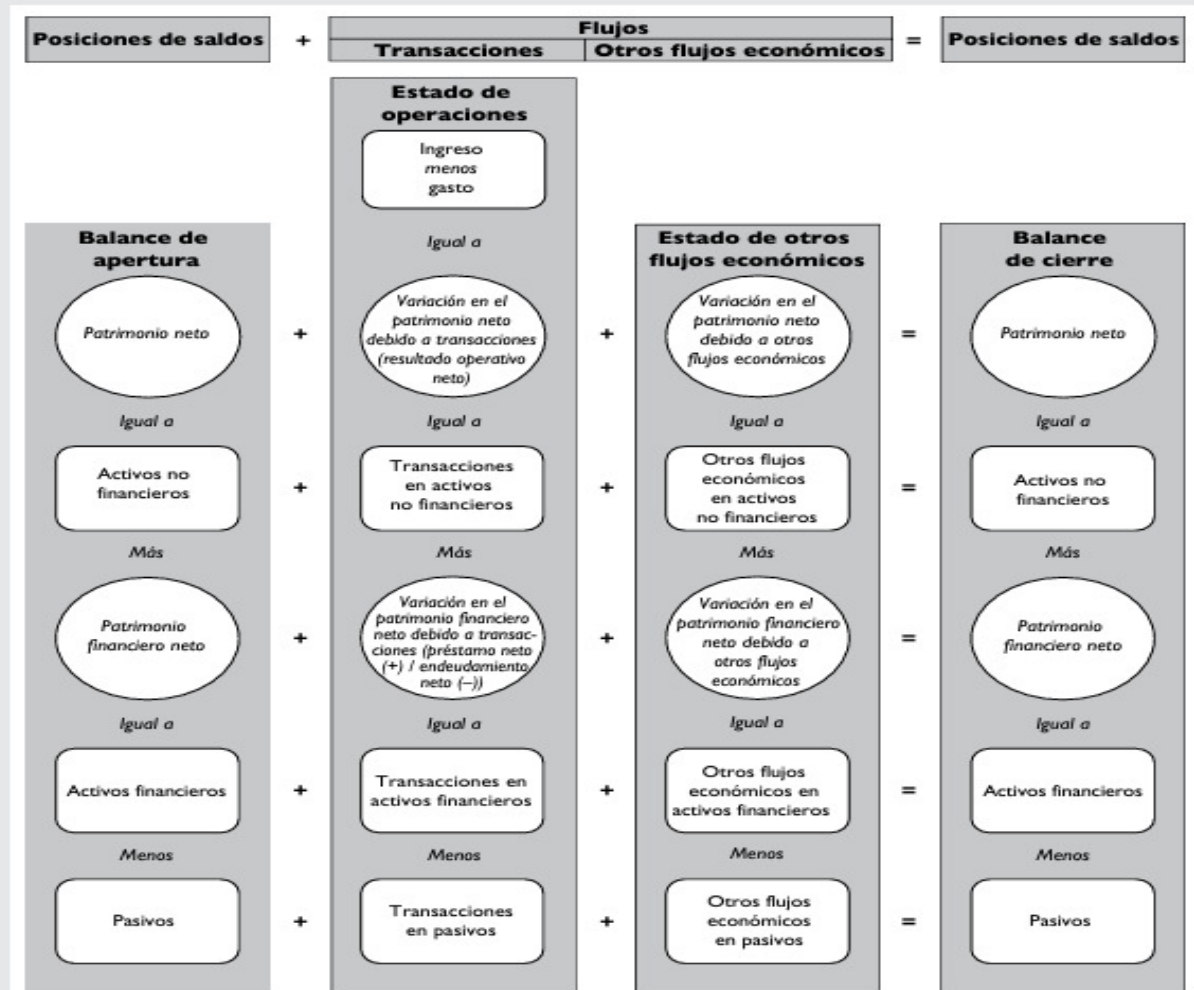 Posiciones de saldos + Flujos = Posiciones de saldos
Transacciones Otros flujos económicos
Estado de
operaciones
Ingreso
menos
gasto
Igual a
Balance de
apertura
Estado de otros
flujos económicos
Balance
de cierre
Patrimonio neto
+
Variación en el
patrimonio neto
debido a transacciones
(resultado operativo
neto)
+
Variación en el
patrimonio neto
debido a otros
flujos económicos
=
Patrimonio neto
Igual a Igual a Igual a Igual a
Activos no
financieros
+
Transacciones
en activos
no financieros
+
Otros flujos
económicos
en activos
no financieros
=
Activos no
financieros
Más Más Más Más
Patrimonio
financiero neto
+
Variación en el
patrimonio financiero
neto debido a transac-
ciones (préstamo neto
(+) / endeudamiento
neto (–))
+
Variación en el
patrimonio financiero
neto debido a
otros flujos
económicos
=
Patrimonio
financiero neto
Igual a Igual a Igual a Igual a
Activos financieros
+
Transacciones en
activos financieros
+
Otros flujos
económicos en
activos financieros
=
Activos financieros
Menos Menos Menos Menos
Pasivos
+
Transacciones
en pasivos
+
Otros flujos
económicos
en pasivos
=
Pasivos